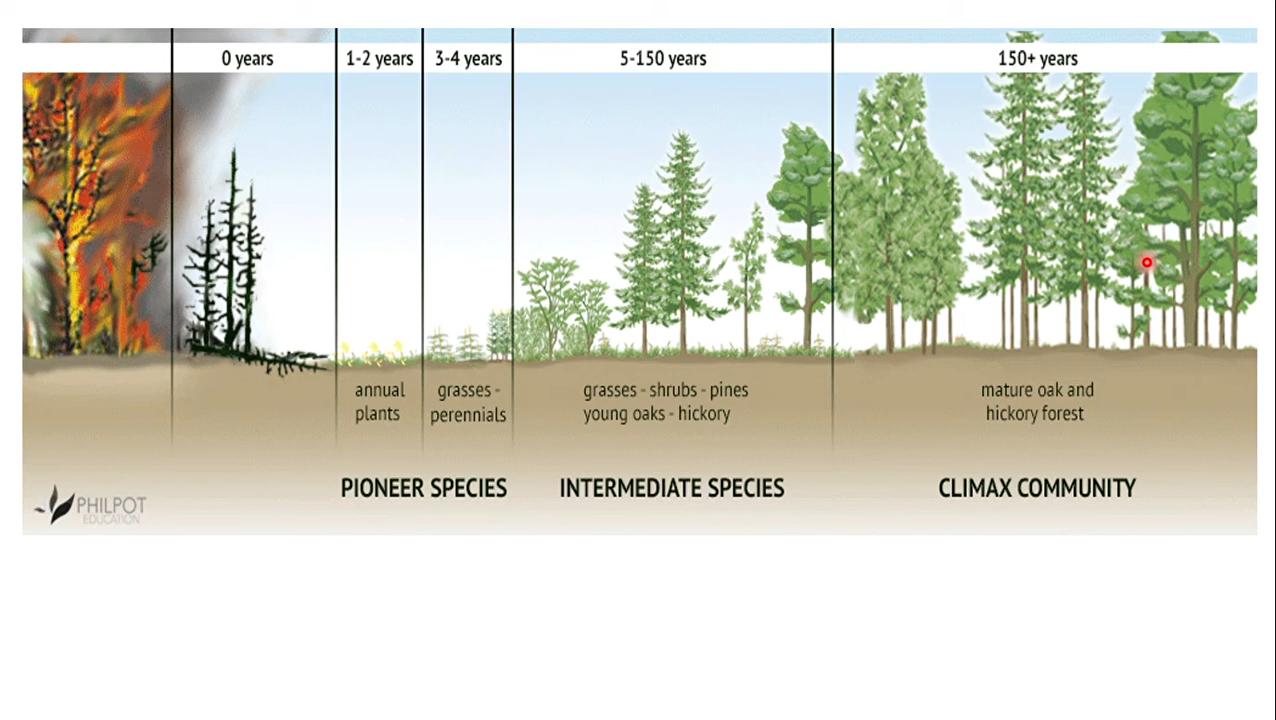 0 years
1-2 years
3-4 years
5-150 years
150+ years
annual
plants
grasses -
perennials
grasses - shrubs - pines
young oaks - hickory
mature oak and
hickory forest
PIONEER SPECIES
INTERMEDIATE SPECIES
CLIMAX COMMUNITY
PHILPOT
EDUCATION